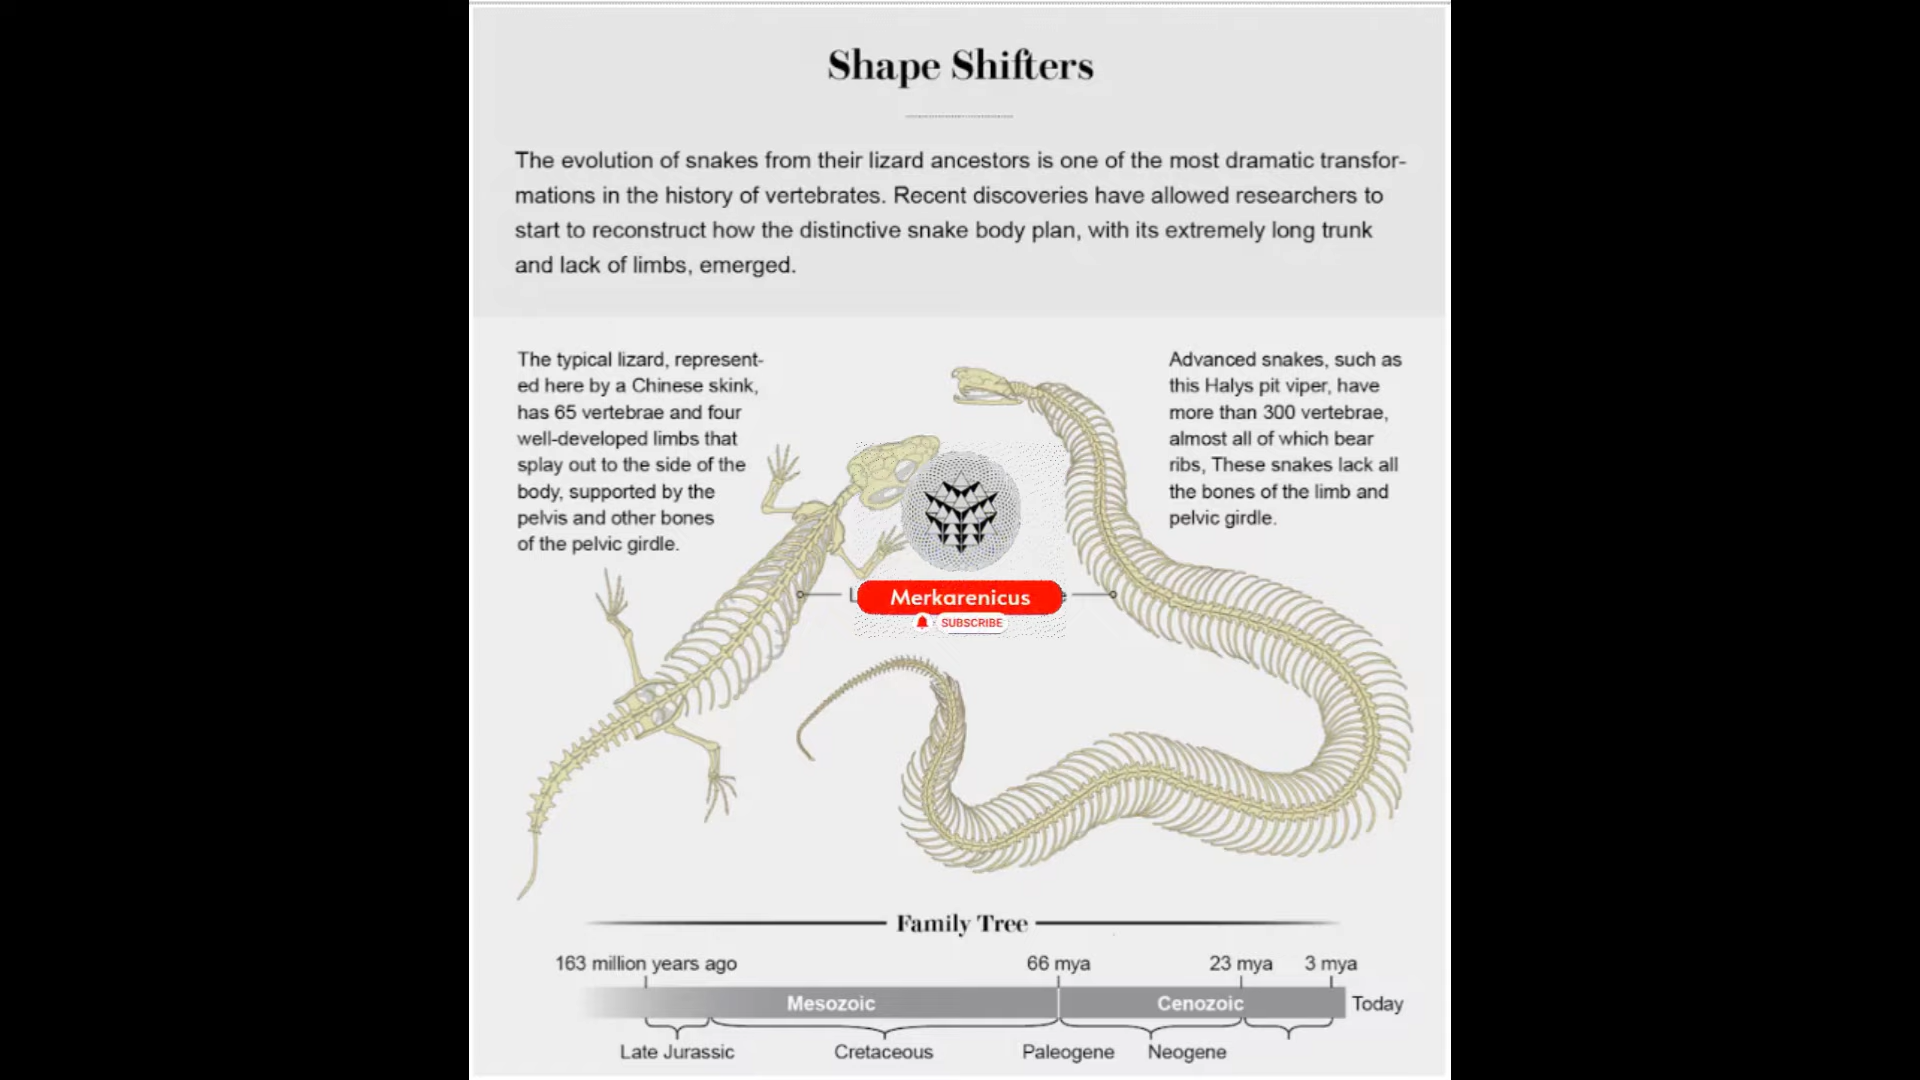 Shape Shifters
The evolution of snakes from their lizard ancestors is one of the most dramatic transfor-
mations in the history of vertebrates. Recent discoveries have allowed researchers to
start to reconstruct how the distinctive snake body plan, with its extremely long trunk
and lack of limbs, emerged.
The typical lizard, represent-
ed here by a Chinese skink,
has 65 vertebrae and four
well-developed limbs that
splay out to the side of the
body, supported by the
pelvis and other bones
of the pelvic girdle.
Advanced snakes, such as
this Halys pit viper, have
more than 300 vertebrae,
almost all of which bear
ribs, These snakes lack all
the bones of the limb and
pelvic girdle.
Merkarenicus
SUBSCRIBE
Family Tree
163 million years ago
66 mya
23 mya
3 mya
Mesozoic
Cenozoic
Today
Late Jurassic
Cretaceous
Paleogene
Neogene